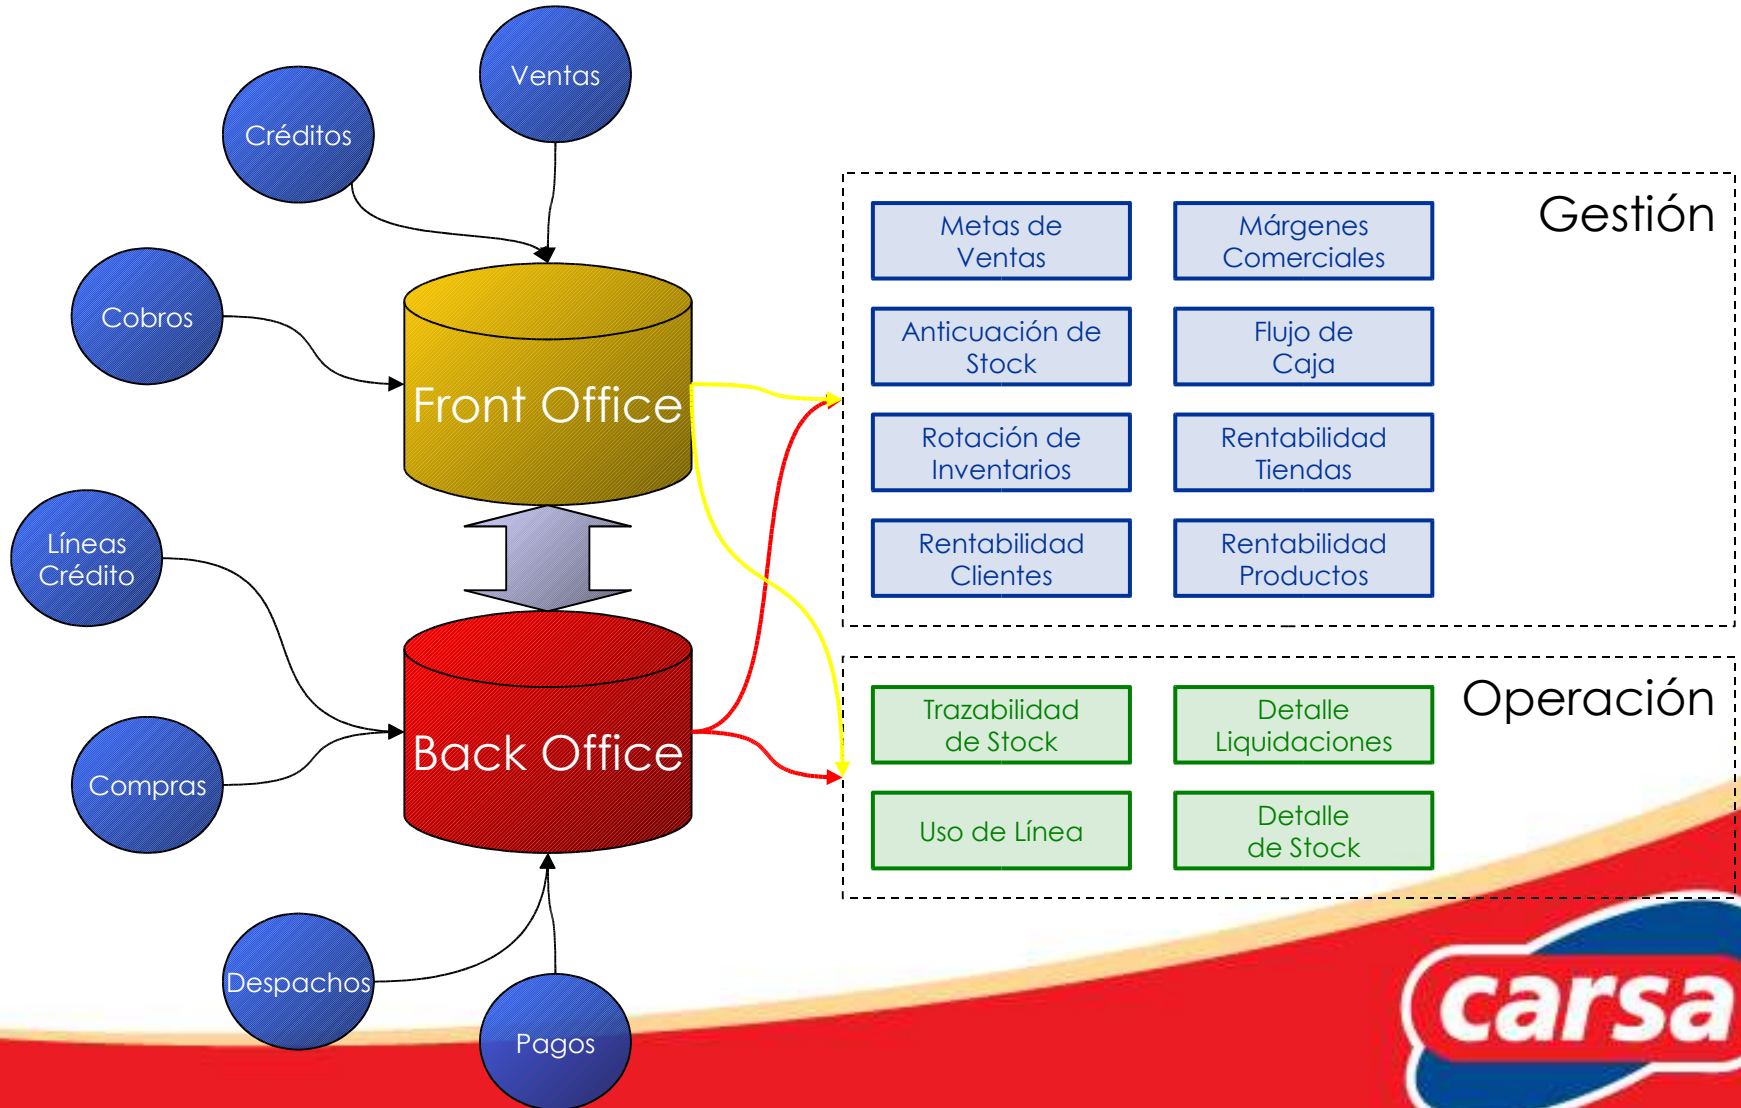 Ventas
Créditos
Cobros
Front Office
Líneas
Crédito
Compras
Back Office
Despachos
Pagos
Gestión
Metas de
Ventas
Márgenes
Comerciales
Anticuación de
Stock
Flujo de
Caja
Rotación de
Inventarios
Rentabilidad
Tiendas
Rentabilidad
Clientes
Rentabilidad
Productos
Operación
Trazabilidad
de Stock
Detalle
Liquidaciones
Uso de Línea
Detalle
de Stock
carsa